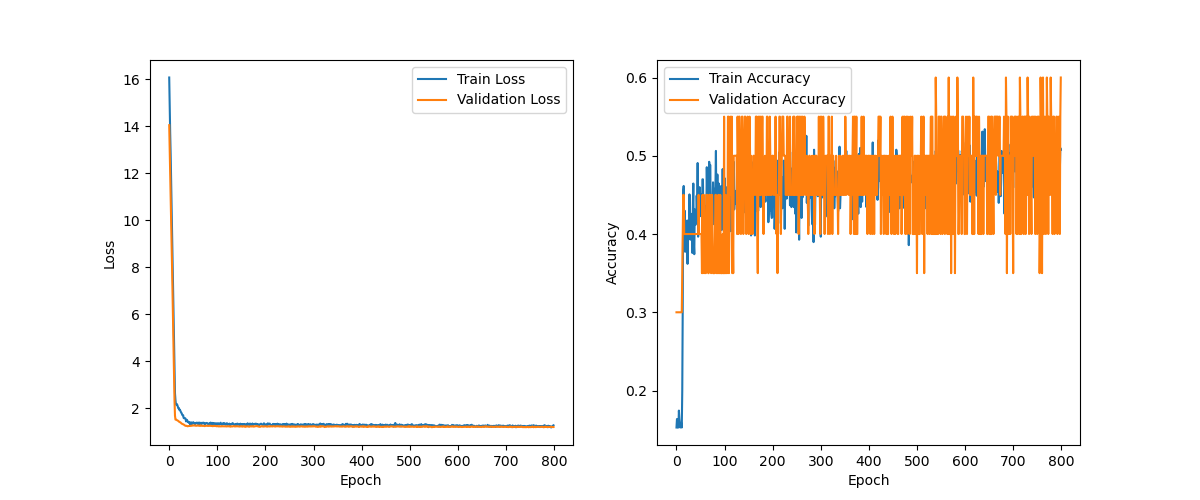 16
14
12
10
8
6
4
2
Loss
Train Loss
Validation Loss
0 100 200 300 400 500 600 700 800
Epoch
0.6
0.5
0.4
0.3
0.2
Accuracy
Train Accuracy
Validation Accuracy
0 100 200 300 400 500 600 700 800
Epoch